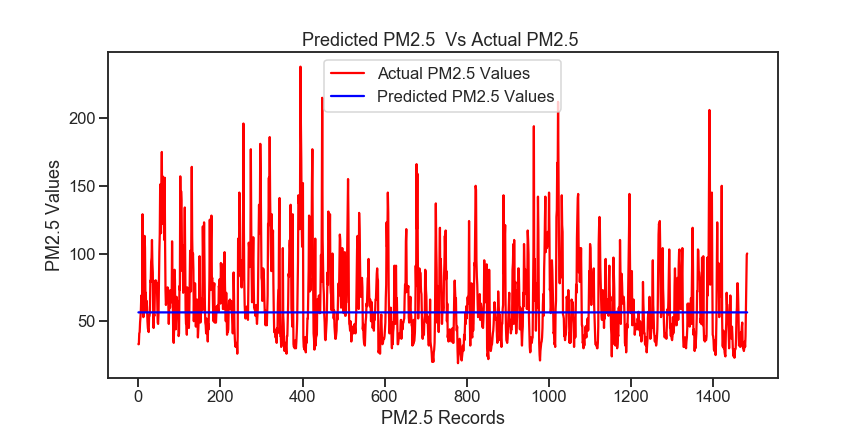 Predicted PM2.5  Vs Actual PM2.5
Actual PM2.5 Values
Predicted PM2.5 Values
PM2.5 Values
200
150
100
50
0 200 400 600 800 1000 1200 1400
PM2.5 Records